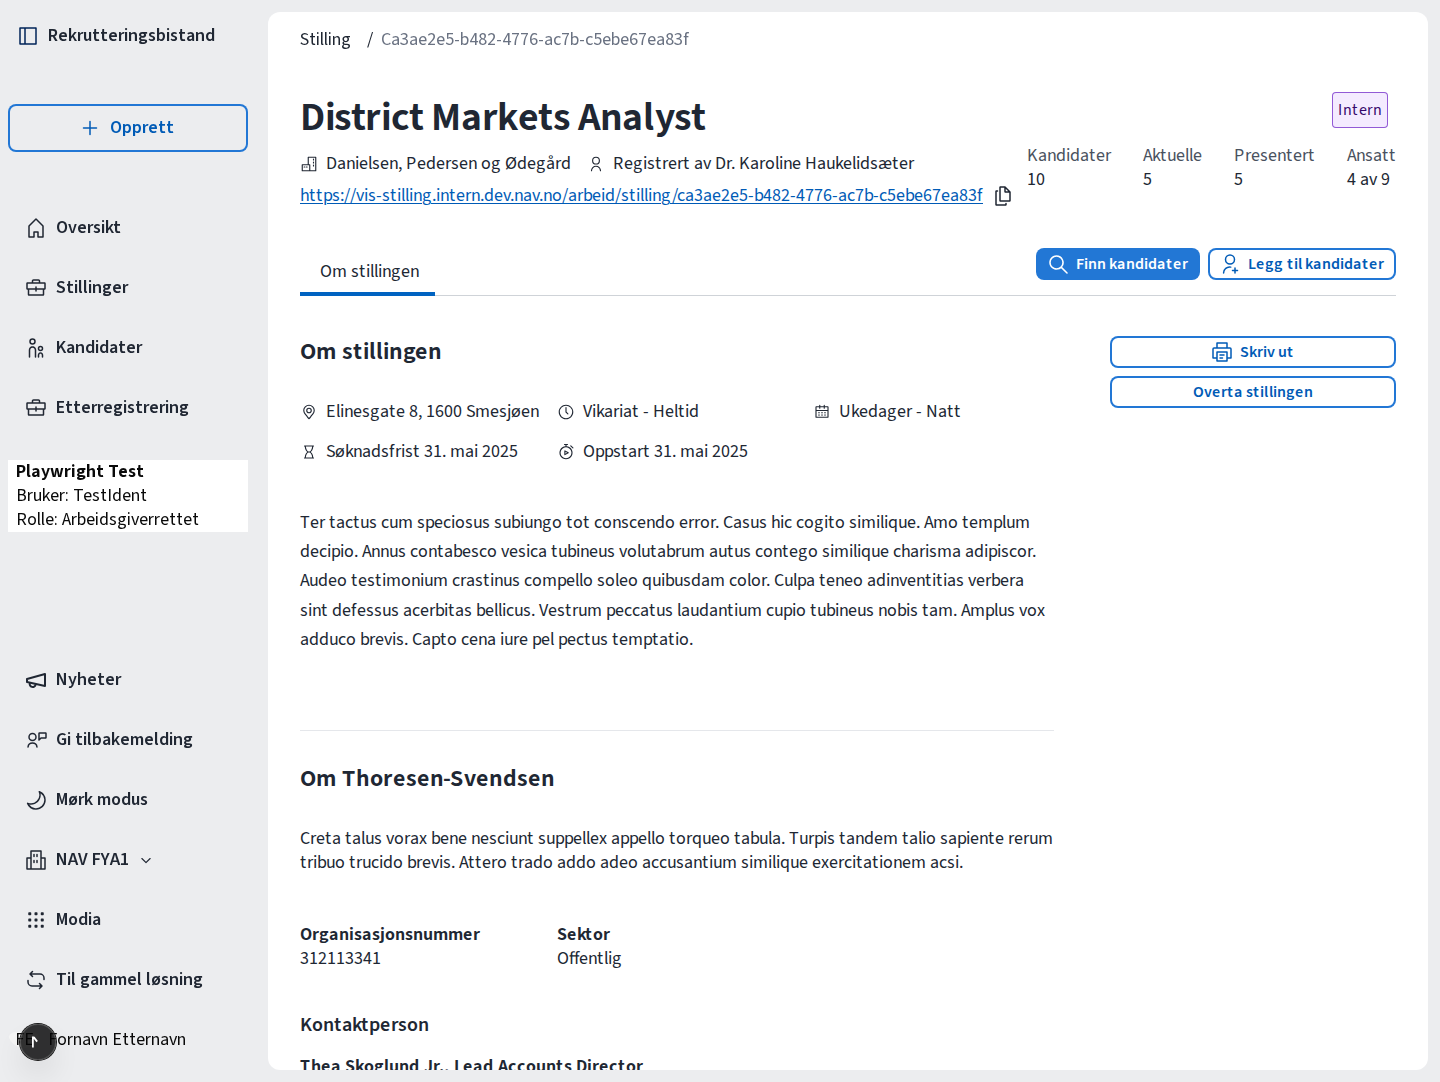 Rekrutteringsbistand
Opprett
Oversikt
Stillinger
Kandidater
Etterregistrering
Playwright Test
Bruker: TestIdent
Rolle: Arbeidsgiverrettet
Nyheter
Gi tilbakemelding
Mørk modus
NAV FYA1
Modia
Til gammel løsning
Fornavn Etternavn
Stilling / Ca3ae2e5-b482-4776-ac7b-c5ebe67ea83f
District Markets Analyst
Intern
Danielsen, Pedersen og Ødegård Registrert av Dr. Karoline Haukelidsæter
https://vis-stilling.intern.dev.nav.no/arbeid/stilling/ca3ae2e5-b482-4776-ac7b-c5ebe67ea83f
Kandidater Aktuelle Presentert Ansatt
10 5 5 4 av 9
Om stillingen
Finn kandidater
Legg til kandidater
Om stillingen
Skriv ut
Overta stillingen
Elinesgate 8, 1600 Smesjøen Vikariat - Heltid Ukedager - Natt
Søknadsfrist 31. mai 2025 Oppstart 31. mai 2025
Ter tactus cum speciosus subiungo tot conscendo error. Casus hic cogito similique. Amo templum
decipio. Annus contabesco vesica tubineus volutabrum autus contego similique charisma adipiscor.
Audeo testimonium crastinus compello soleo quibusdam color. Culpa teneo adinventitias verbera
sint defessus acerbitas bellicus. Vestrum peccatus laudantium cupio tubineus nobis tam. Amplus vox
adduco brevis. Capto cena iure pel pectus temptatio.
Om Thoresen-Svendsen
Creta talus vorax bene nesciunt suppellex appello torqueo tabula. Turpis tandem talio sapiente rerum
tribuo trucido brevis. Attero trado addo adeo accusantium similique exercitationem acsi.
Organisasjonsnummer Sektor
312113341 Offentlig
Kontaktperson
Thea Skoglund Jr., Lead Accounts Director